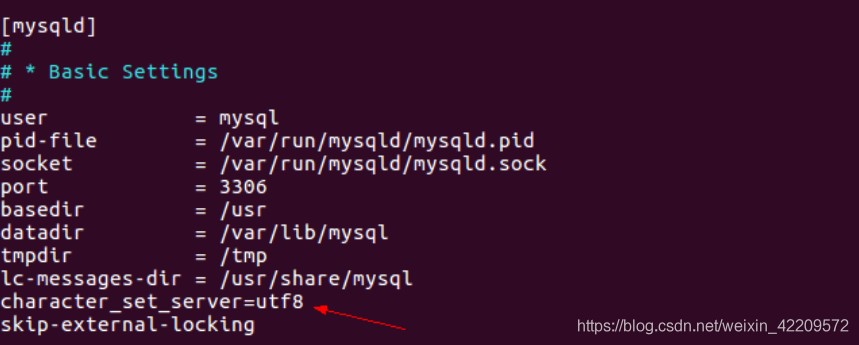 [mysqld]
#
# * Basic Settings
#
user            = mysql
pid-file        = /var/run/mysqld/mysqld.pid
socket          = /var/run/mysqld/mysqld.sock
port            = 3306
basedir         = /usr
datadir         = /var/lib/mysql
tmpdir          = /tmp
lc-messages-dir = /usr/share/mysql
character_set_server=utf8
skip-external-locking
https://blog.csdn.net/weixin_42209572